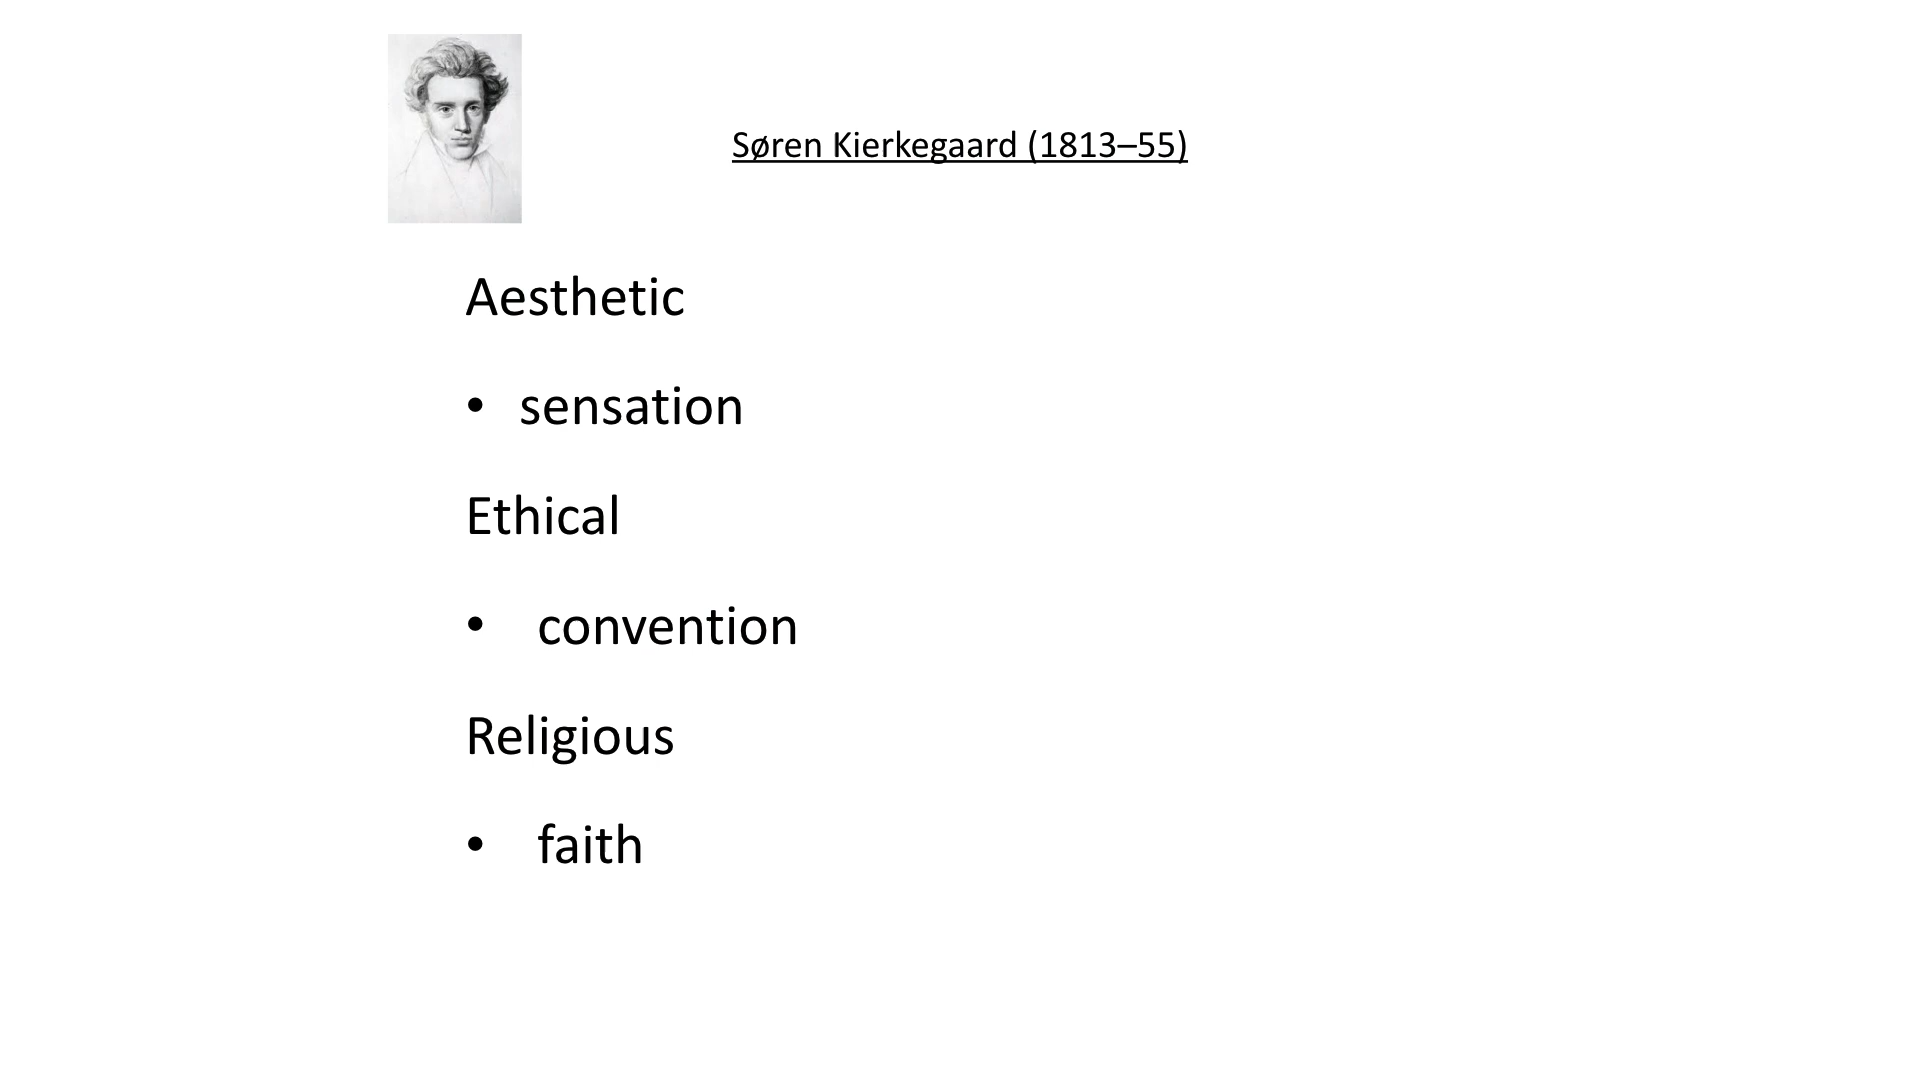 Søren Kierkegaard (1813–55)
Aesthetic
• sensation
Ethical
• convention
Religious
• faith